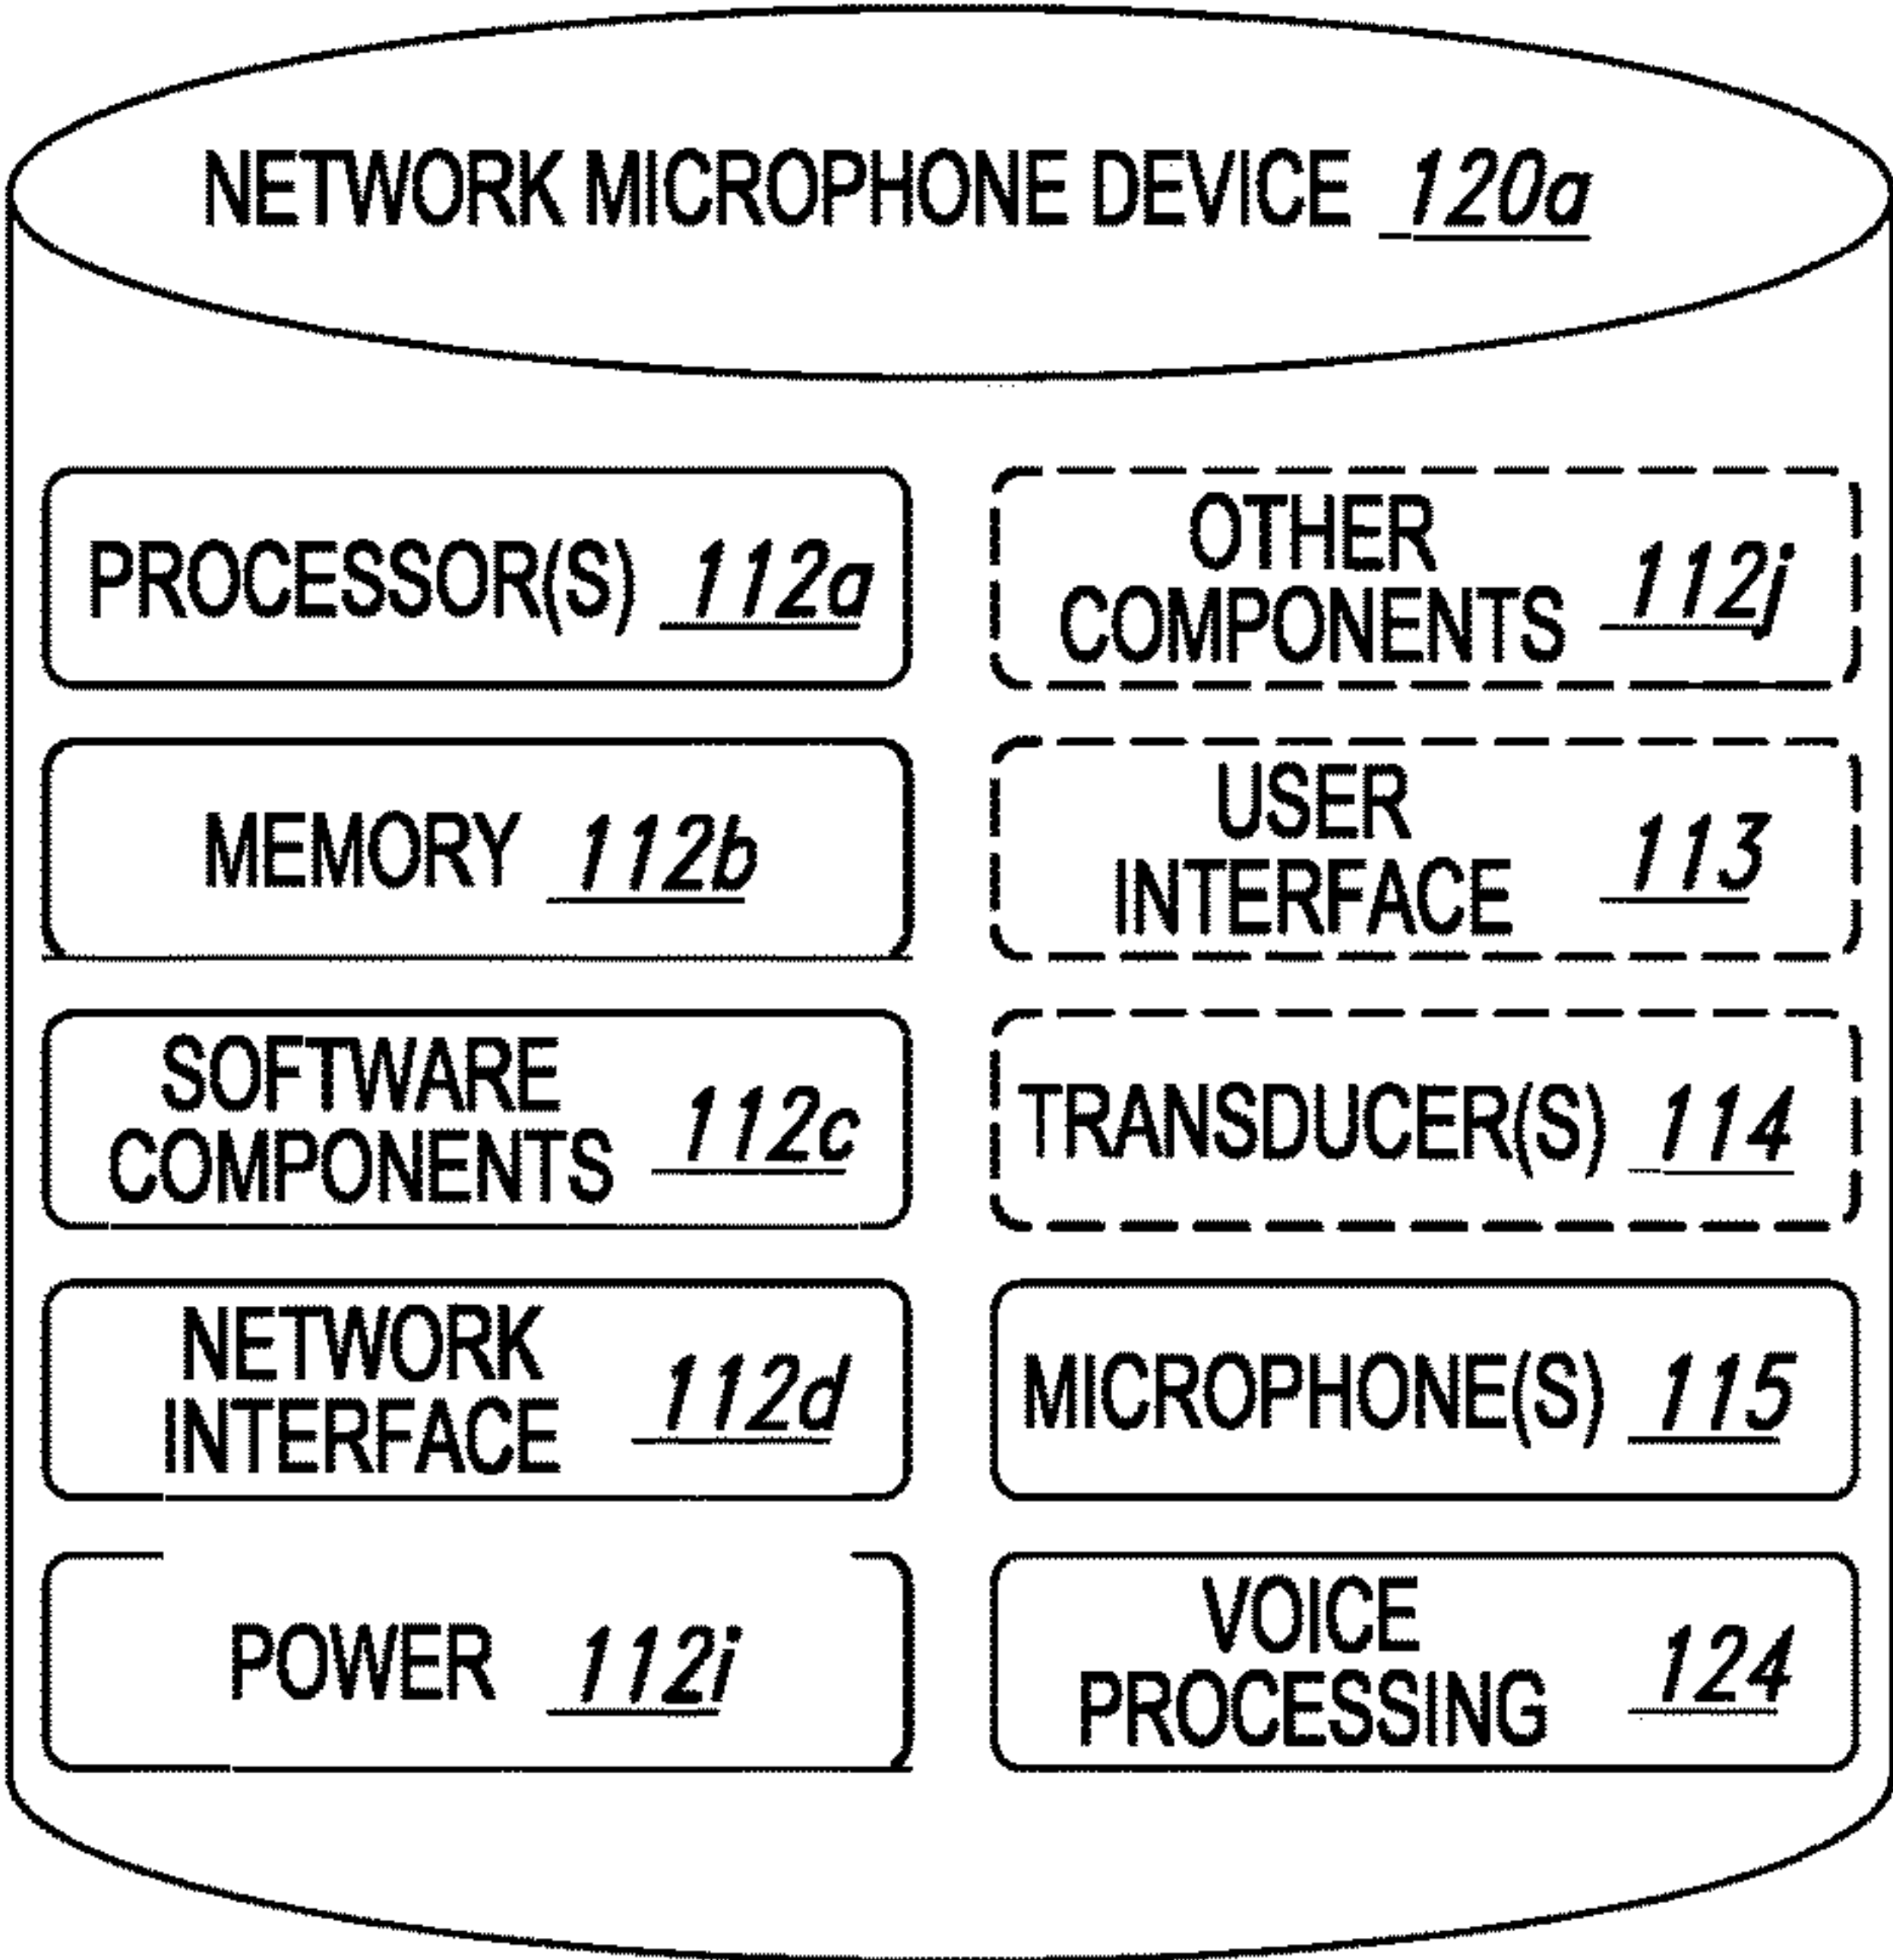 NETWORK MICROPHONE DEVICE 120a
PROCESSOR(S) 112a
MEMORY 112b
SOFTWARE
COMPONENTS 112c
NETWORK
INTERFACE 112d
POWER 112i
OTHER
COMPONENTS 112j
USER
INTERFACE 113
TRANSDUCER(S) 114
MICROPHONE(S) 115
VOICE
PROCESSING 124